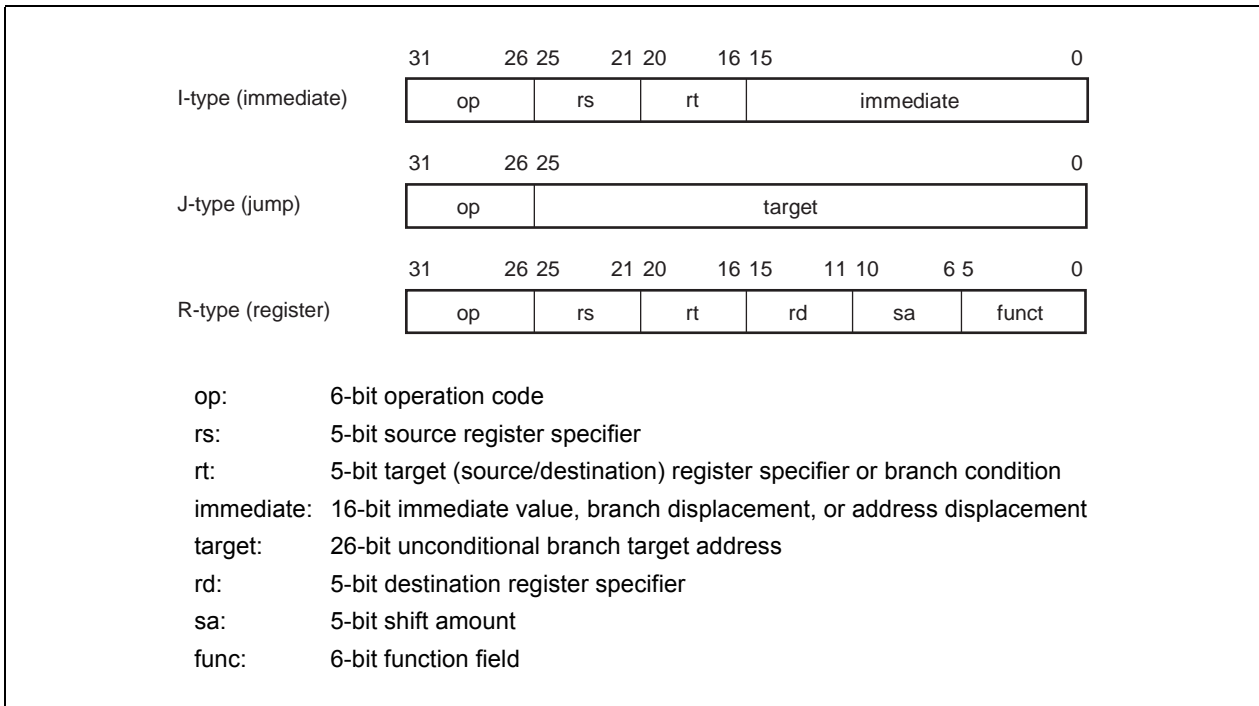 31 26 25 21 20 16 15 0
I-type (immediate) op rs rt immediate
31 26 25 0
J-type (jump) op target
31 26 25 21 20 16 15 11 10 6 5 0
R-type (register) op rs rt rd sa funct
op: 6-bit operation code
rs: 5-bit source register specifier
rt: 5-bit target (source/destination) register specifier or branch condition
immediate: 16-bit immediate value, branch displacement, or address displacement
target: 26-bit unconditional branch target address
rd: 5-bit destination register specifier
sa: 5-bit shift amount
func: 6-bit function field